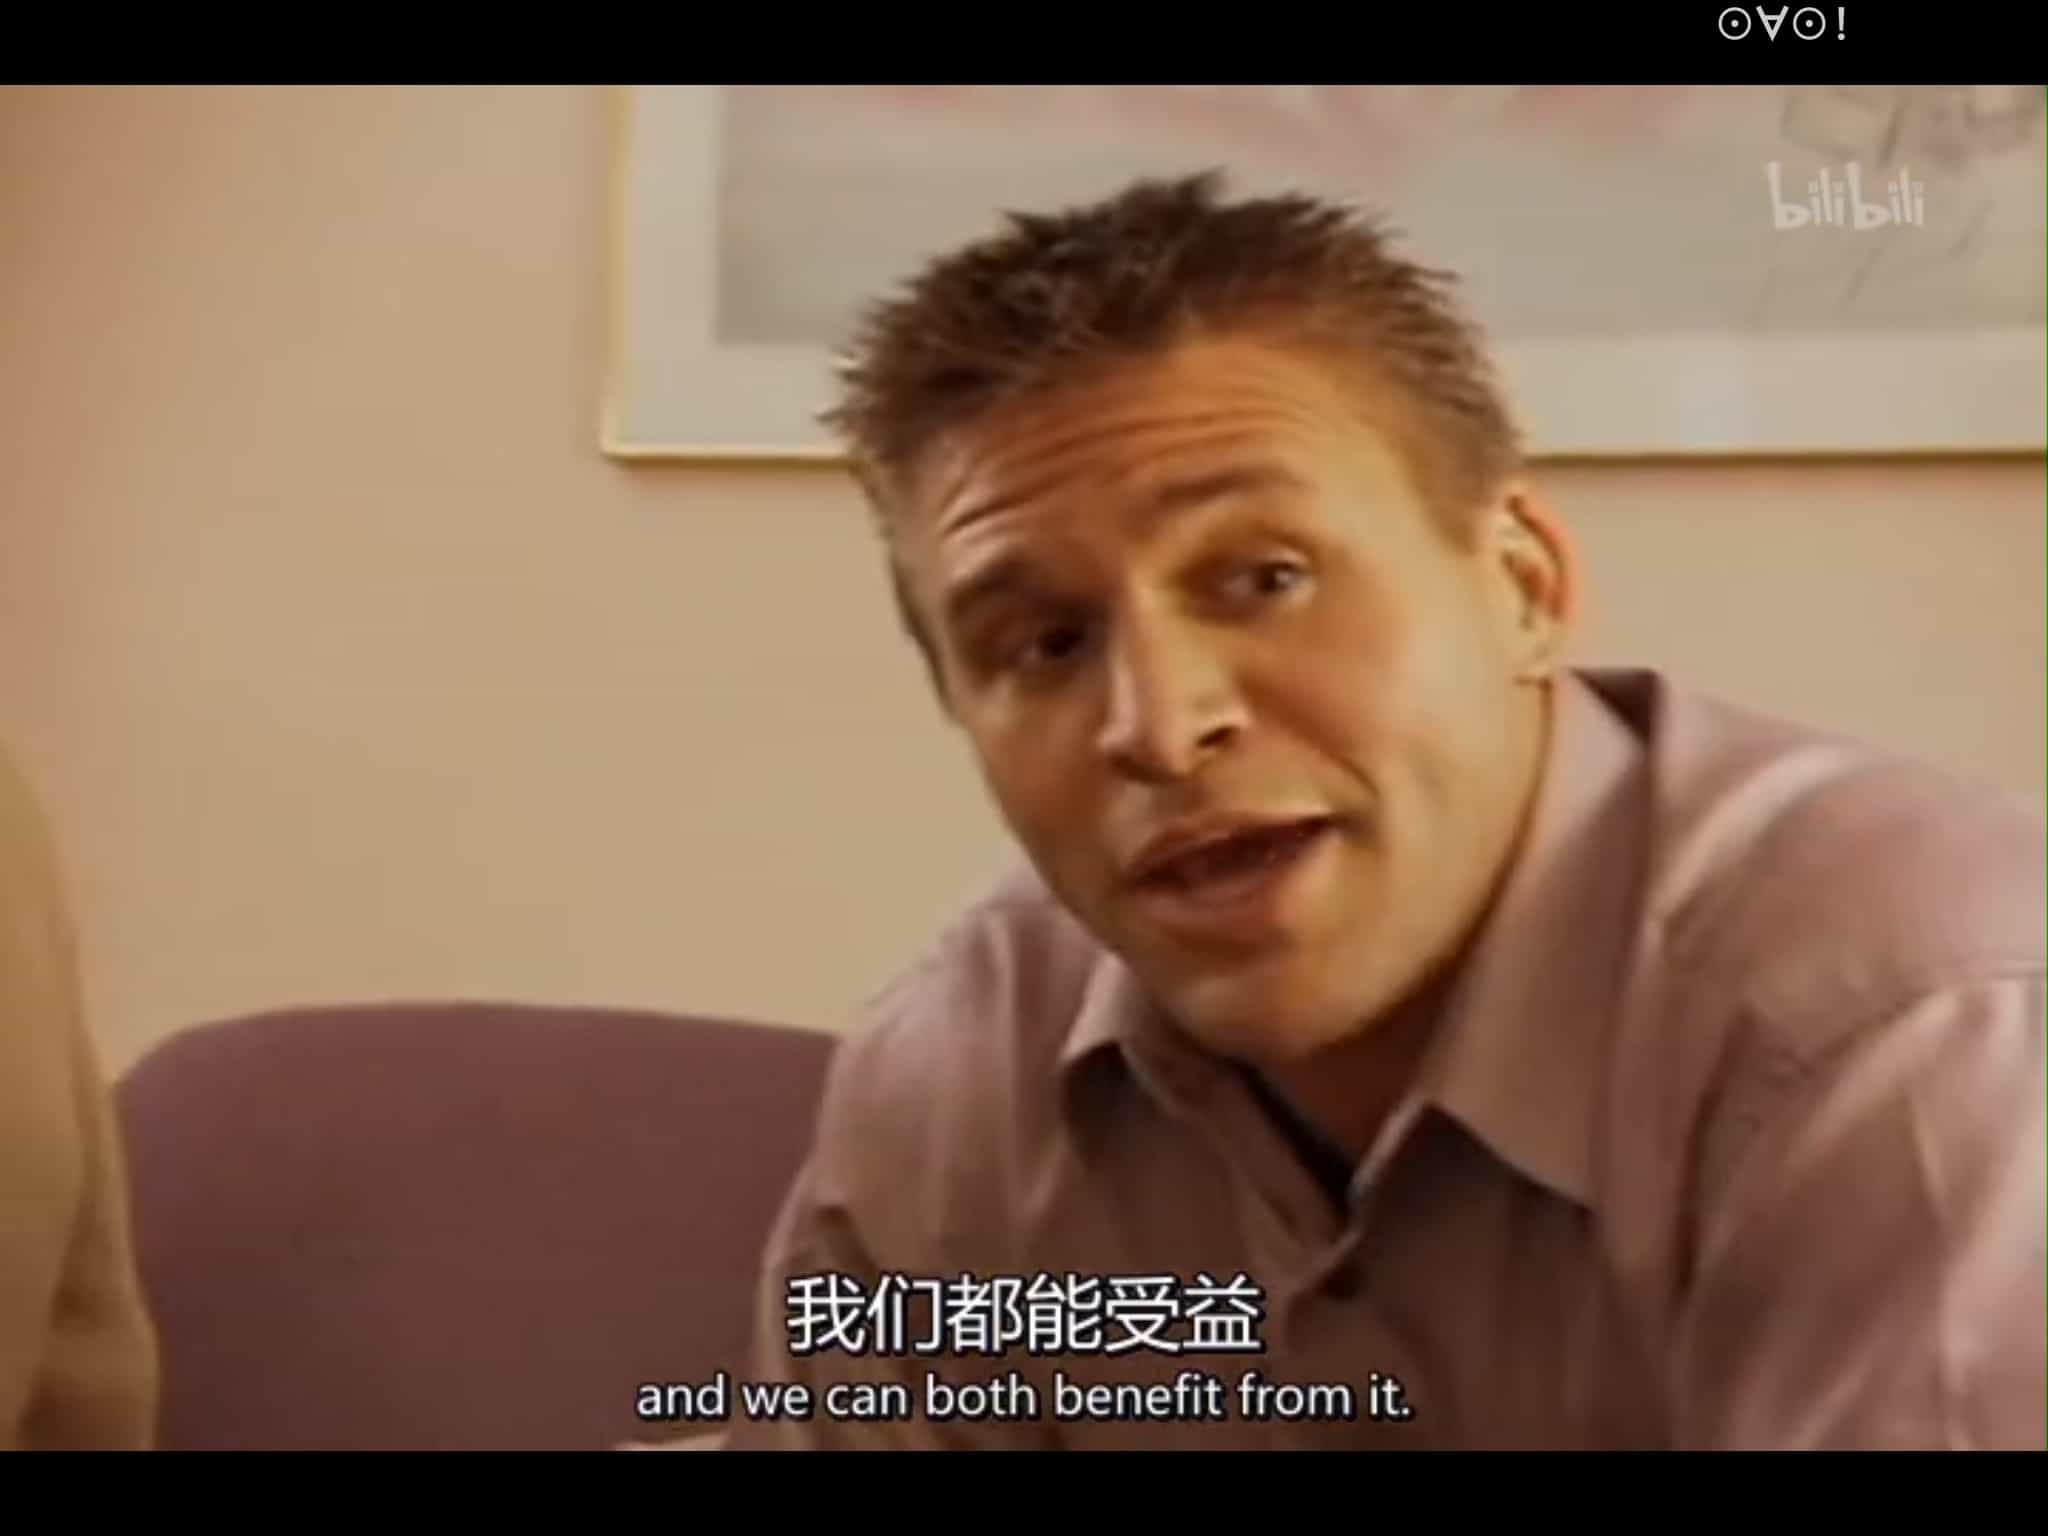 ⊙∀⊙!
bilibili
我们都能受益
and we can both benefit from it.